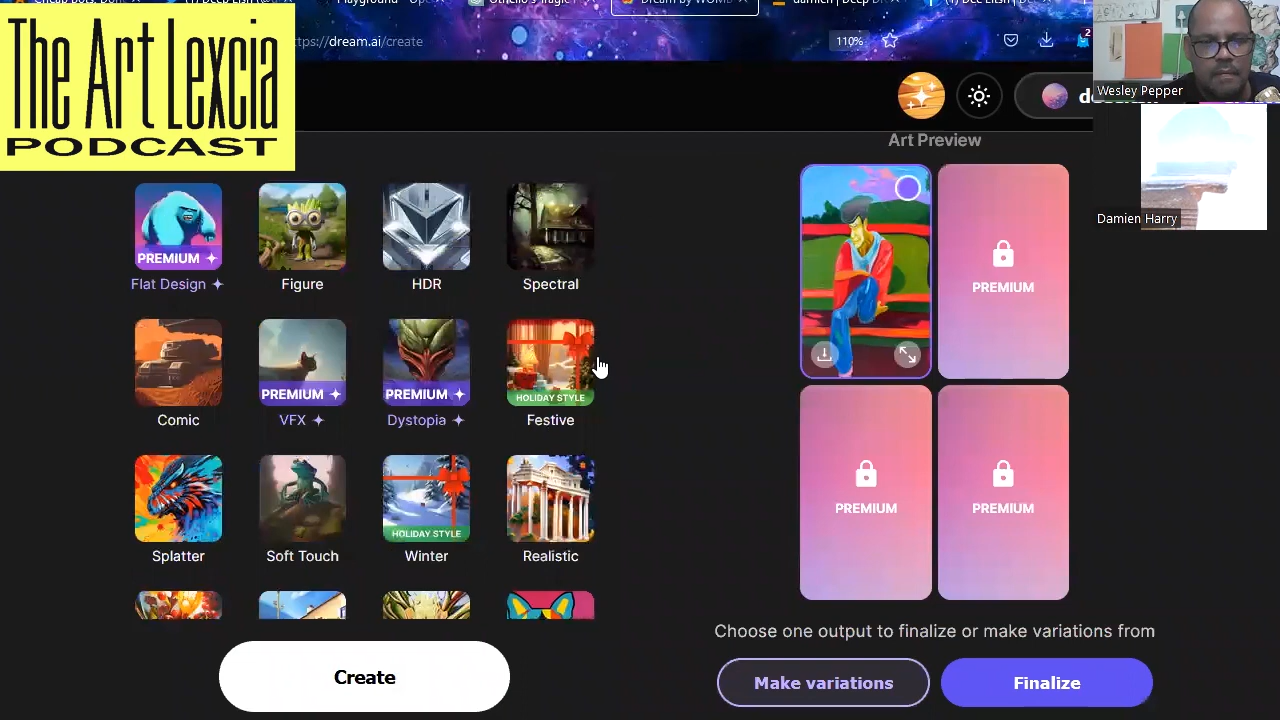 The Art Lexcia
PODCAST
https://dream.ai/create
110%
2
Wesley Pepper
Damien Harry
Art Preview
PREMIUM
Flat Design
Figure
HDR
Spectral
PREMIUM
Comic
PREMIUM
VFX
PREMIUM
Dystopia
HOLIDAY STYLE
Festive
Splatter
Soft Touch
HOLIDAY STYLE
Winter
Realistic
PREMIUM
PREMIUM
Create
Choose one output to finalize or make variations from
Make variations
Finalize